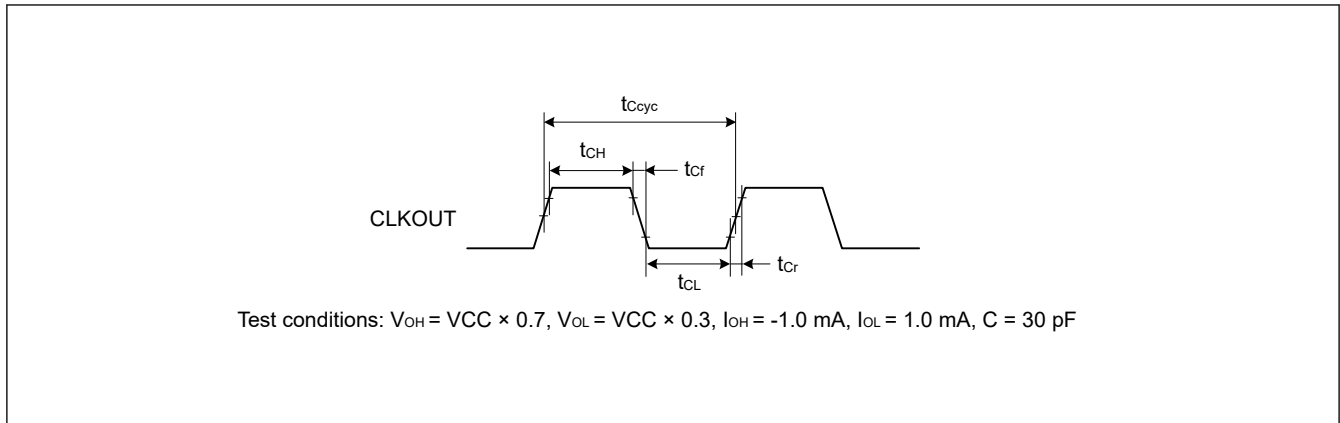 tCcyc
tCH
tCf
CLKOUT
tCL
tCr
Test conditions: VOH = VCC × 0.7, VOL = VCC × 0.3, IOH = -1.0 mA, IOL = 1.0 mA, C = 30 pF